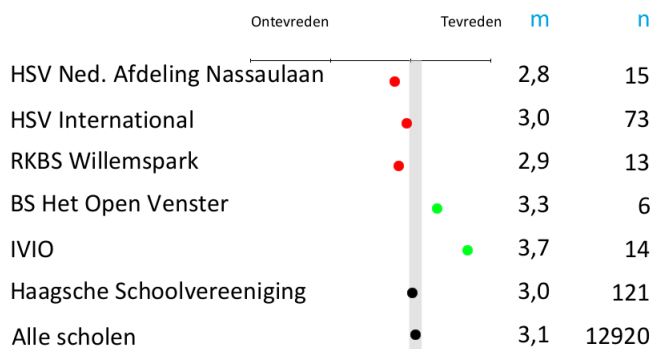 Ontevreden Tevreden m n
HSV Ned. Afdeling Nassaulaan 2,8 15
HSV International 3,0 73
RKBS Willemspark 2,9 13
BS Het Open Venster 3,3 6
IVIO 3,7 14
Haagsche Schoolvereeniging 3,0 121
Alle scholen 3,1 12920